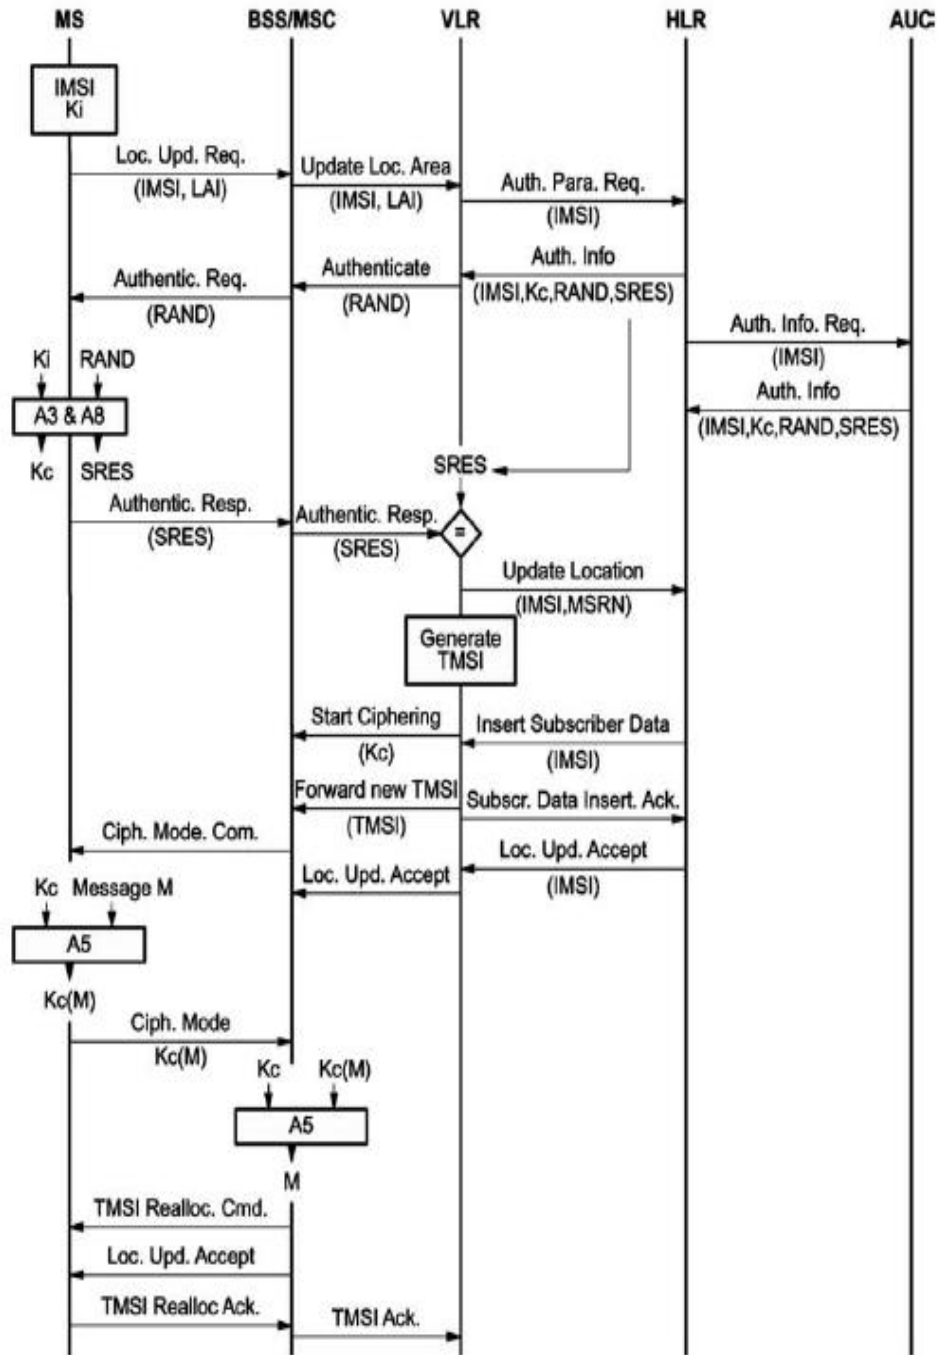 MS BSS/MSC VLR HLR AUC
IMSI
Ki
Loc. Upd. Req.
(IMSI, LAI)
Update Loc. Area
(IMSI, LAI)
Auth. Para. Req.
(IMSI)
Auth. Info
(IMSI,Kc,RAND,SRES)
Authenticate
(RAND)
Authentic. Req.
(RAND)
Auth. Info. Req.
(IMSI)
Auth. Info
(IMSI,Kc,RAND,SRES)
Ki RAND
A3 & A8
Kc SRES
SRES
Authentic. Resp.
(SRES)
Authentic. Resp.
(SRES)
=
Update Location
(IMSI,MSRN)
Generate
TMSI
Start Ciphering
(Kc)
Insert Subscriber Data
(IMSI)
Forward new TMSI
(TMSI)
Subscr. Data Insert. Ack.
Ciph. Mode. Com.
Loc. Upd. Accept
(IMSI)
Loc. Upd. Accept
Kc Message M
A5
Kc(M)
Ciph. Mode
Kc(M)
Kc Kc(M)
A5
M
TMSI Realloc. Cmd.
Loc. Upd. Accept
TMSI Realloc Ack.
TMSI Ack.